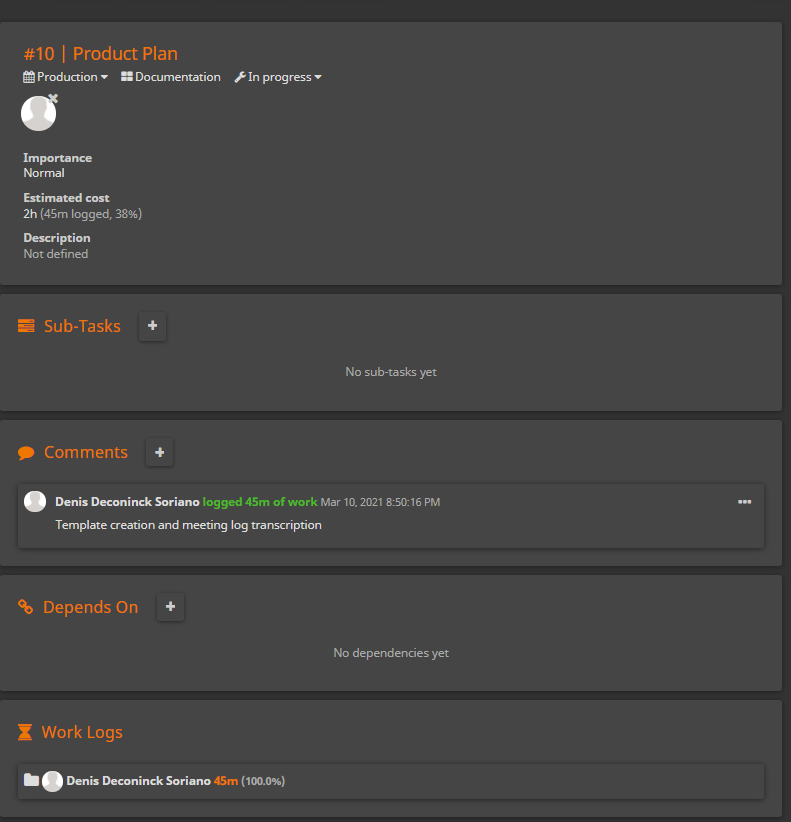 #10 | Product Plan
Production Documentation In progress
Importance
Normal
Estimated cost
2h (45m logged, 38%)
Description
Not defined
Sub-Tasks +
No sub-tasks yet
Comments +
Denis Deconinck Soriano logged 45m of work Mar 10, 2021 8:50:16 PM
Template creation and meeting log transcription
Depends On +
No dependencies yet
Work Logs
Denis Deconinck Soriano 45m (100.0%)